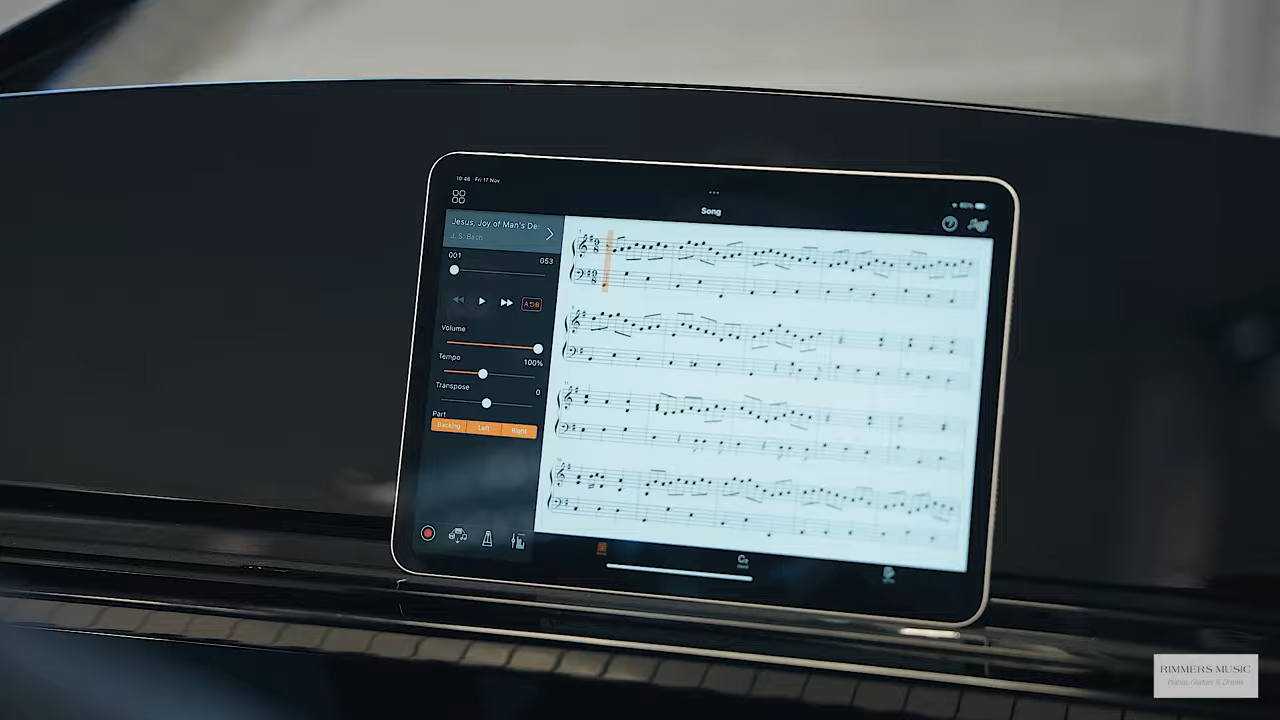 10:48 Fri 17 Nov
Song
Jesus, Joy of Man's De
J. S. Bach
001 053
Volume
Tempo 100%
Transpose 0
Part
Backing Left Right
RIMMERS MUSIC
Pianos, Guitars & Drums